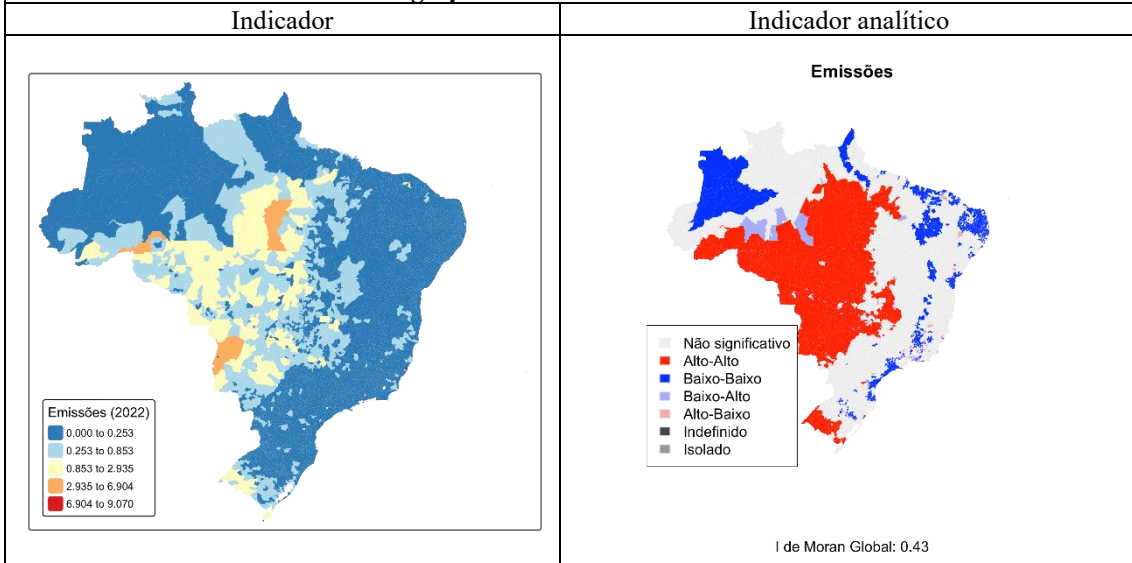 Indicador
Indicador analítico
Emissões (2022)
0.000 to 0.253
0.253 to 0.853
0.853 to 2.935
2.935 to 6.904
6.904 to 9.070
Emissões
Não significativo
Alto-Alto
Baixo-Baixo
Baixo-Alto
Alto-Baixo
Indefinido
Isolado
I de Moran Global: 0.43